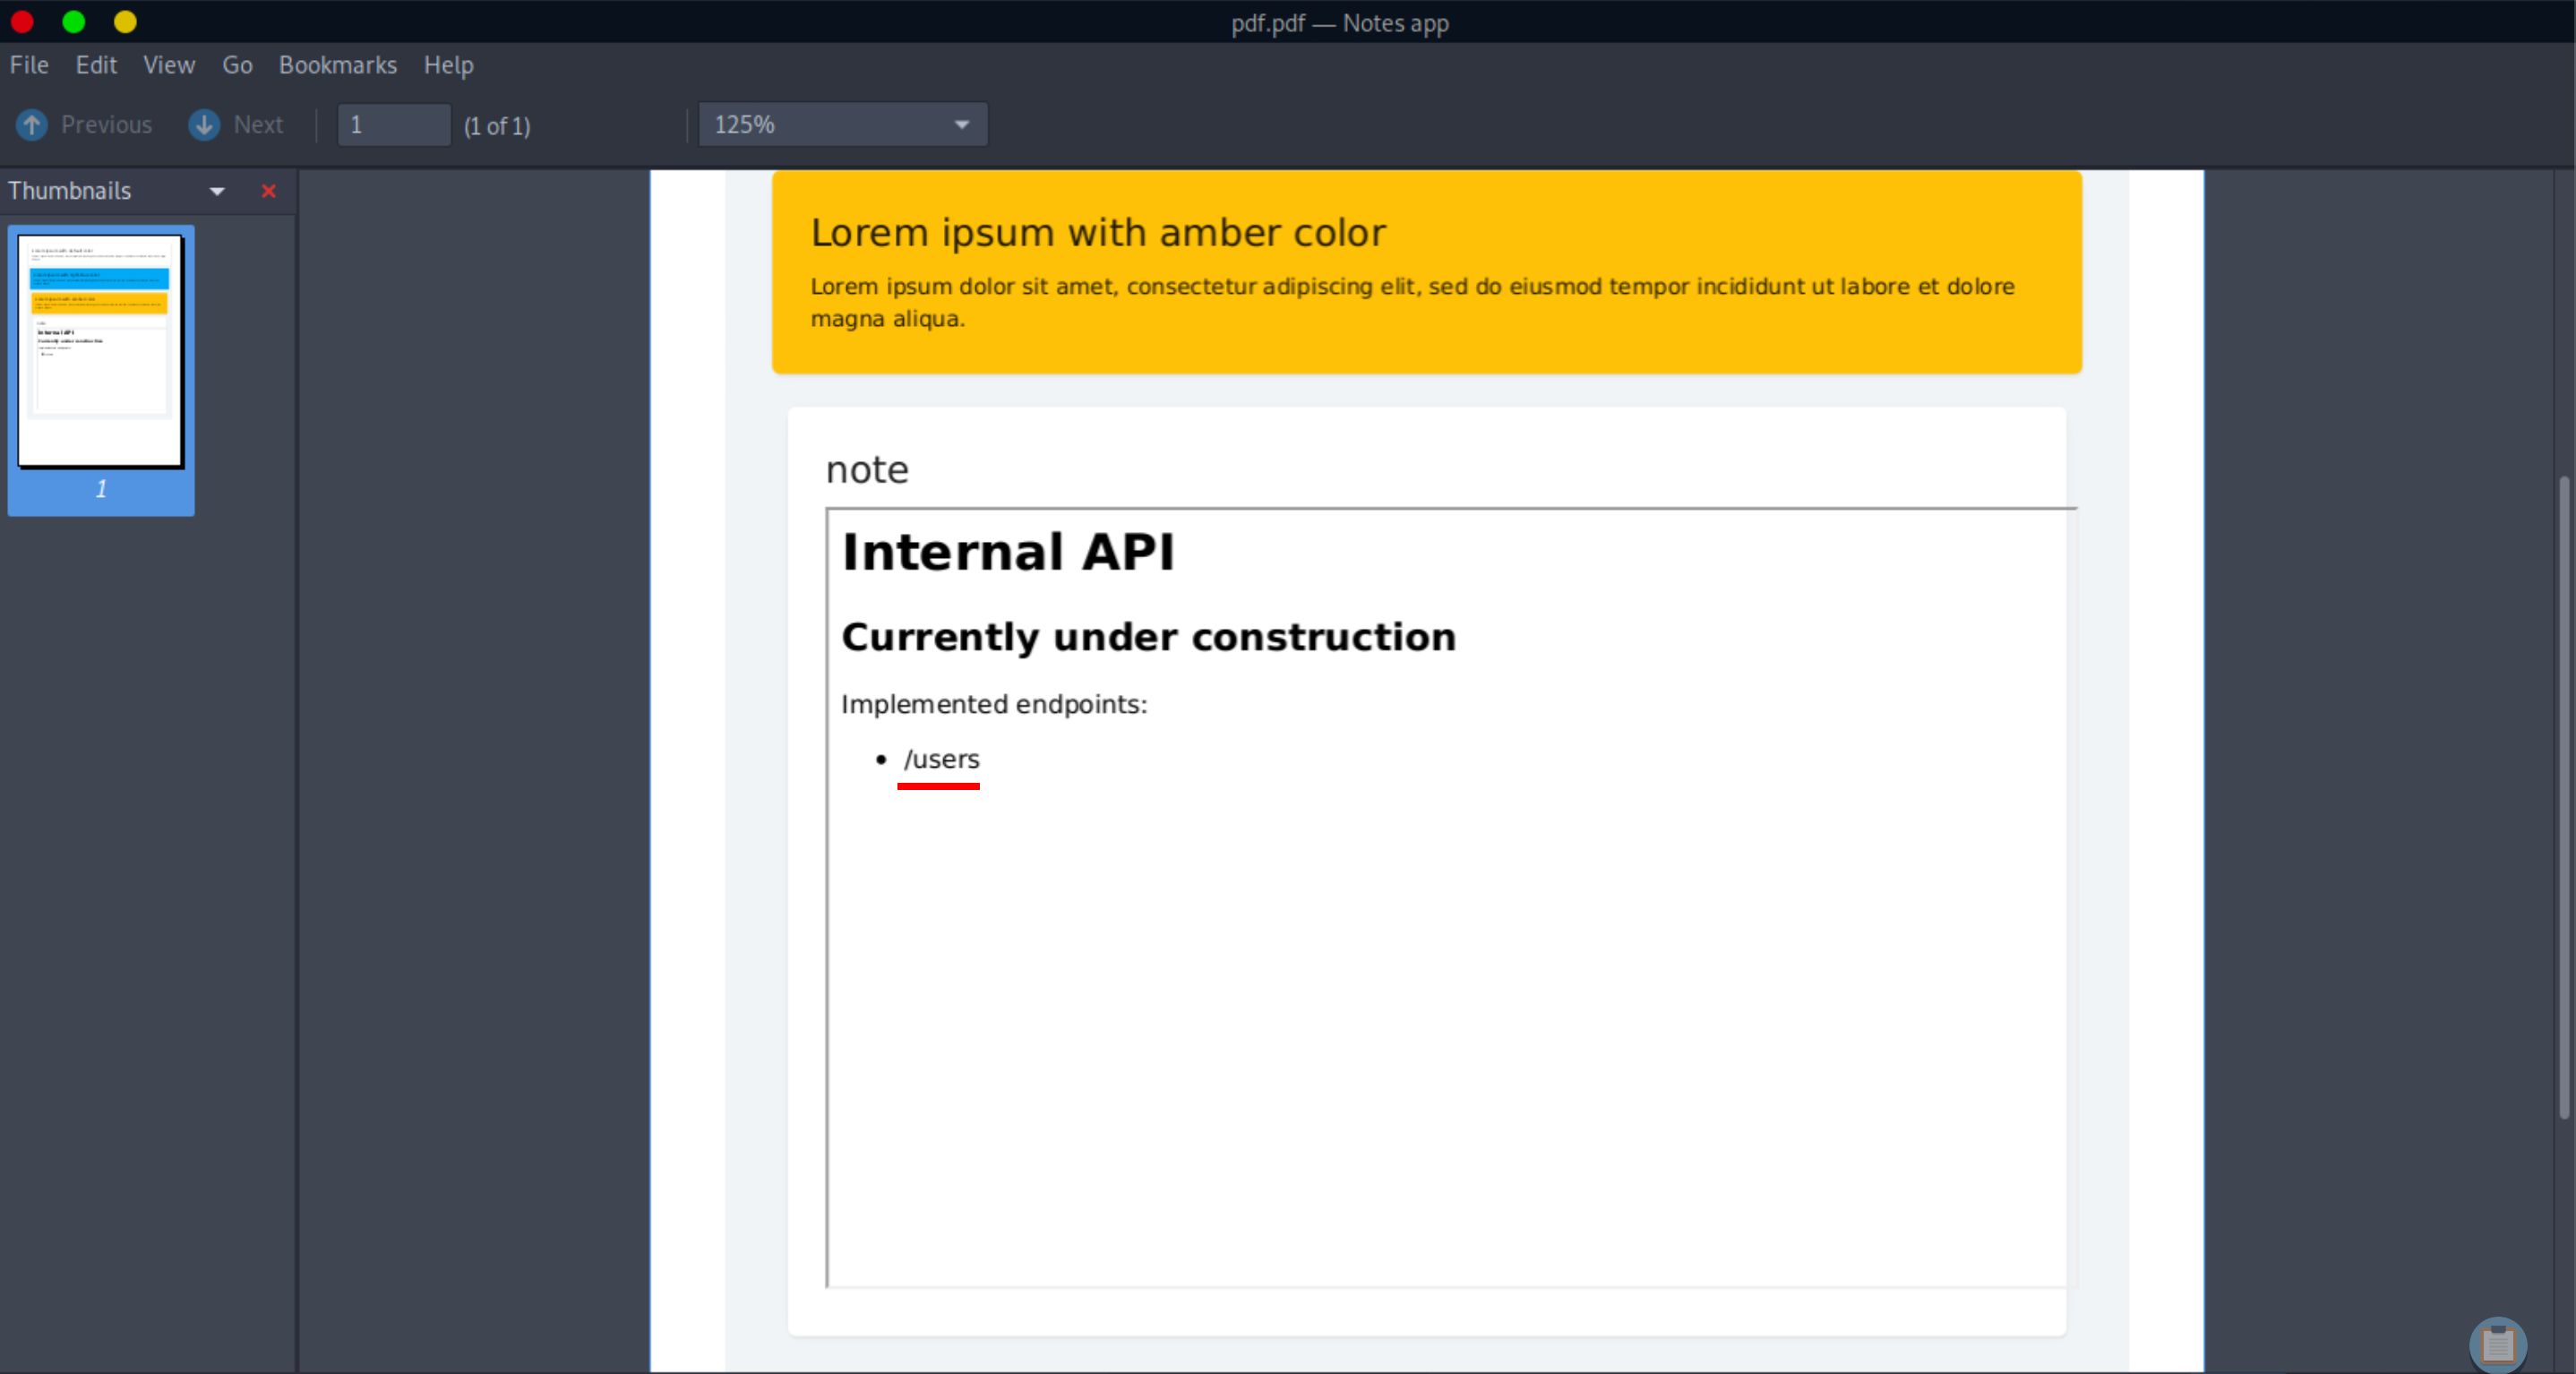 pdf.pdf — Notes app
File Edit View Go Bookmarks Help
Previous Next 1 (1 of 1) 125%
Thumbnails
1
Lorem ipsum with amber color
Lorem ipsum dolor sit amet, consectetur adipiscing elit, sed do eiusmod tempor incididunt ut labore et dolore
magna aliqua.
note
Internal API
Currently under construction
Implemented endpoints:
• /users